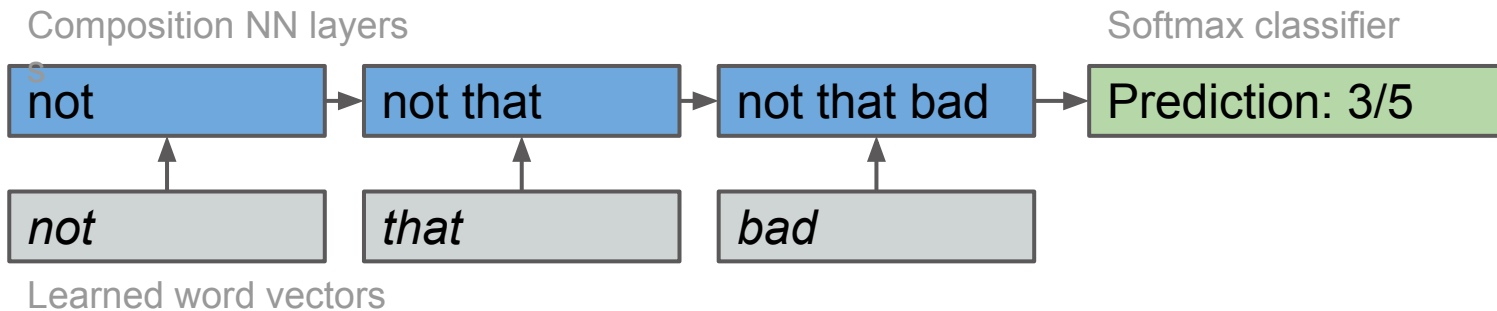 Composition NN layers
s
Softmax classifier
not
not that
not that bad
Prediction: 3/5
not
that
bad
Learned word vectors